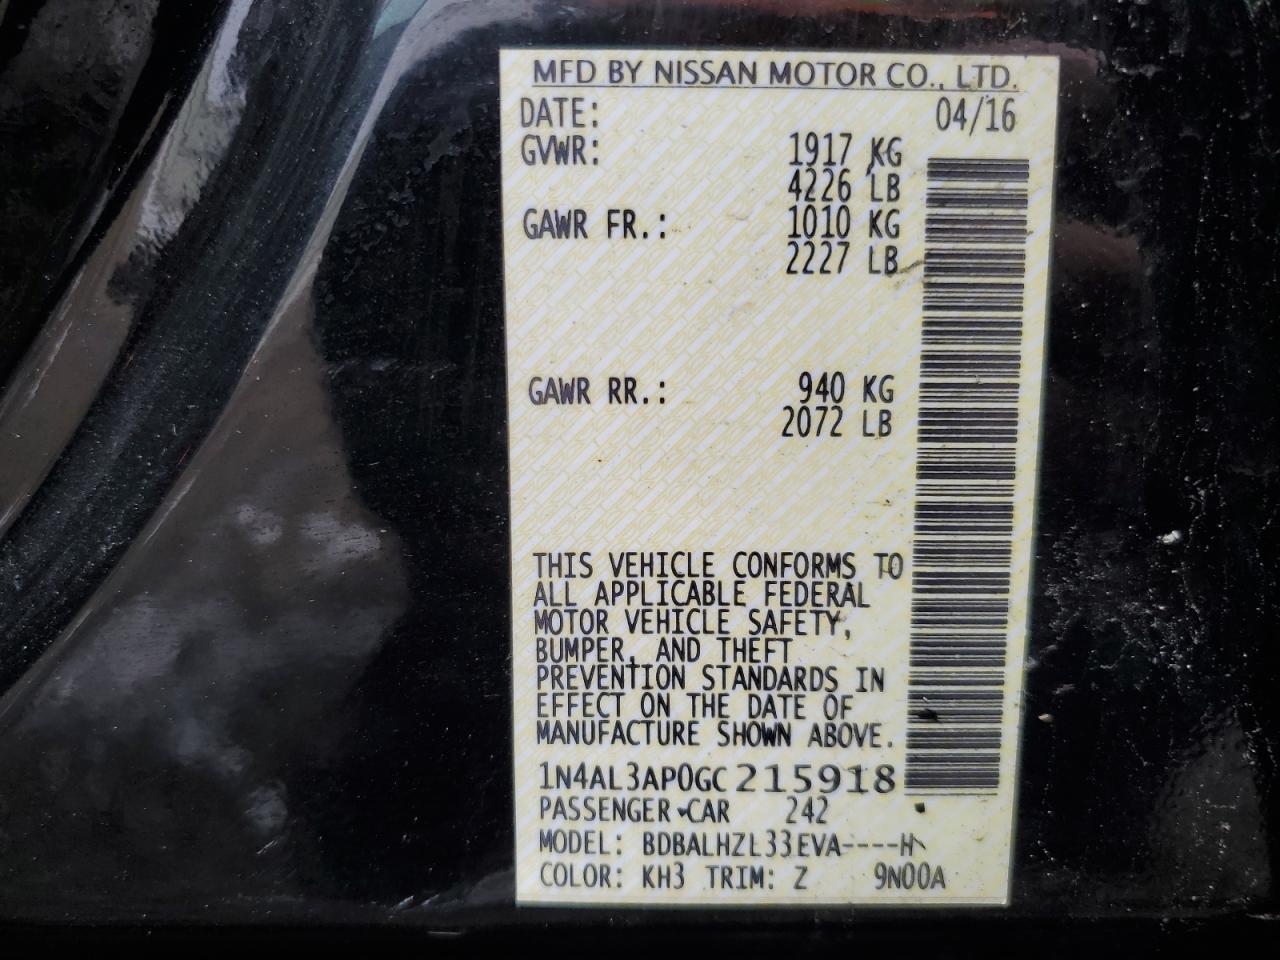 MFD BY NISSAN MOTOR CO., LTD.
DATE: 04/16
GVWR: 1917 KG
4226 LB
GAWR FR.: 1010 KG
2227 LB
GAWR RR.: 940 KG
2072 LB
THIS VEHICLE CONFORMS TO
ALL APPLICABLE FEDERAL
MOTOR VEHICLE SAFETY,
BUMPER, AND THEFT
PREVENTION STANDARDS IN
EFFECT ON THE DATE OF
MANUFACTURE SHOWN ABOVE.
1N4AL3AP0GC215918
PASSENGER CAR 242
MODEL: BDBALHZL33EVA----H
COLOR: KH3 TRIM: Z 9N00A